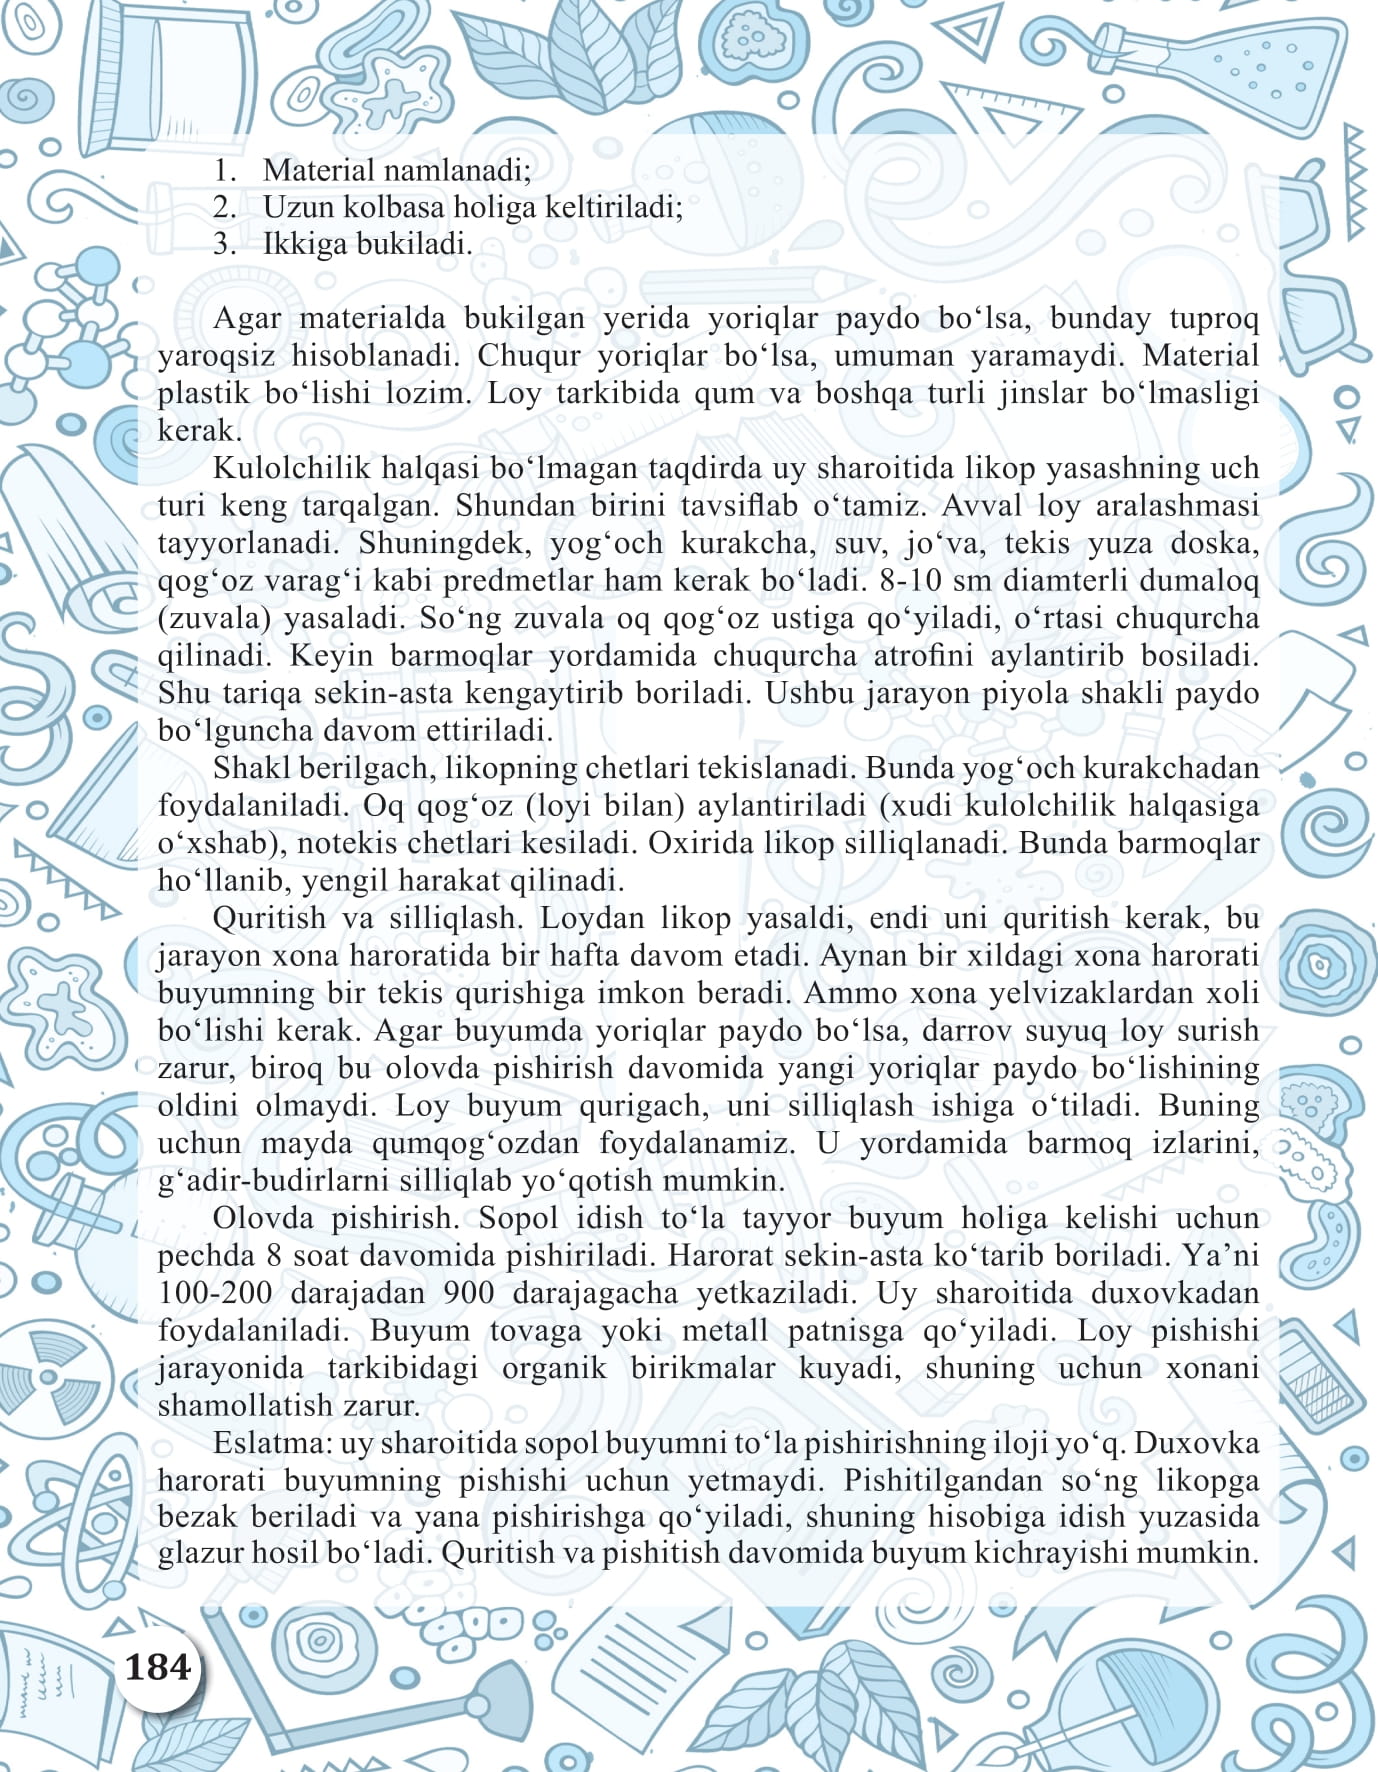 1. Material namlanadi;
2. Uzun kolbasa holiga keltiriladi;
3. Ikkiga bukiladi.
Agar materialda bukilgan yerida yoriqlar paydo bo‘lsa, bunday tuproq
yaroqsiz hisoblanadi. Chuqur yoriqlar bo‘lsa, umuman yaramaydi. Material
plastik bo‘lishi lozim. Loy tarkibida qum va boshqa turli jinslar bo‘lmasligi
kerak.
Kulolchilik halqasi bo‘lmagan taqdirda uy sharoitida likop yasashning uch
turi keng tarqalgan. Shundan birini tavsiflab o‘tamiz. Avval loy aralashmasi
tayyorlanadi. Shuningdek, yog‘och kurakcha, suv, jo‘va, tekis yuza doska,
qog‘oz varag‘i kabi predmetlar ham kerak bo‘ladi. 8-10 sm diamterli dumaloq
(zuvala) yasaladi. So‘ng zuvala oq qog‘oz ustiga qo‘yiladi, o‘rtasi chuqurcha
qilinadi. Keyin barmoqlar yordamida chuqurcha atrofini aylantirib bosiladi.
Shu tariqa sekin-asta kengaytirib boriladi. Ushbu jarayon piyola shakli paydo
bo‘lguncha davom ettiriladi.
Shakl berilgach, likopning chetlari tekislanadi. Bunda yog‘och kurakchadan
foydalaniladi. Oq qog‘oz (loyi bilan) aylantiriladi (xudi kulolchilik halqasiga
o‘xshab), notekis chetlari kesiladi. Oxirida likop silliqlanadi. Bunda barmoqlar
ho‘llanib, yengil harakat qilinadi.
Quritish va silliqlash. Loydan likop yasaldi, endi uni quritish kerak, bu
jarayon xona haroratida bir hafta davom etadi. Aynan bir xildagi xona harorati
buyumning bir tekis qurishiga imkon beradi. Ammo xona yelvizaklardan xoli
bo‘lishi kerak. Agar buyumda yoriqlar paydo bo‘lsa, darrov suyuq loy surish
zarur, biroq bu olovda pishirish davomida yangi yoriqlar paydo bo‘lishining
oldini olmaydi. Loy buyum qurigach, uni silliqlash ishiga o‘tiladi. Buning
uchun mayda qumqog‘ozdan foydalanamiz. U yordamida barmoq izlarini,
g‘adir-budirlarni silliqlab yo‘qotish mumkin.
Olovda pishirish. Sopol idish to‘la tayyor buyum holiga kelishi uchun
pechda 8 soat davomida pishiriladi. Harorat sekin-asta ko‘tarib boriladi. Ya’ni
100-200 darajadan 900 darajagacha yetkaziladi. Uy sharoitida duxovkadan
foydalaniladi. Buyum tovaga yoki metall patnisga qo‘yiladi. Loy pishishi
jarayonida tarkibidagi organik birikmalar kuyadi, shuning uchun xonani
shamollatish zarur.
Eslatma: uy sharoitida sopol buyumni to‘la pishirishning iloji yo‘q. Duxovka
harorati buyumning pishishi uchun yetmaydi. Pishitilgandan so‘ng likopga
bezak beriladi va yana pishirishga qo‘yiladi, shuning hisobiga idish yuzasida
glazur hosil bo‘ladi. Quritish va pishitish davomida buyum kichrayishi mumkin.
184